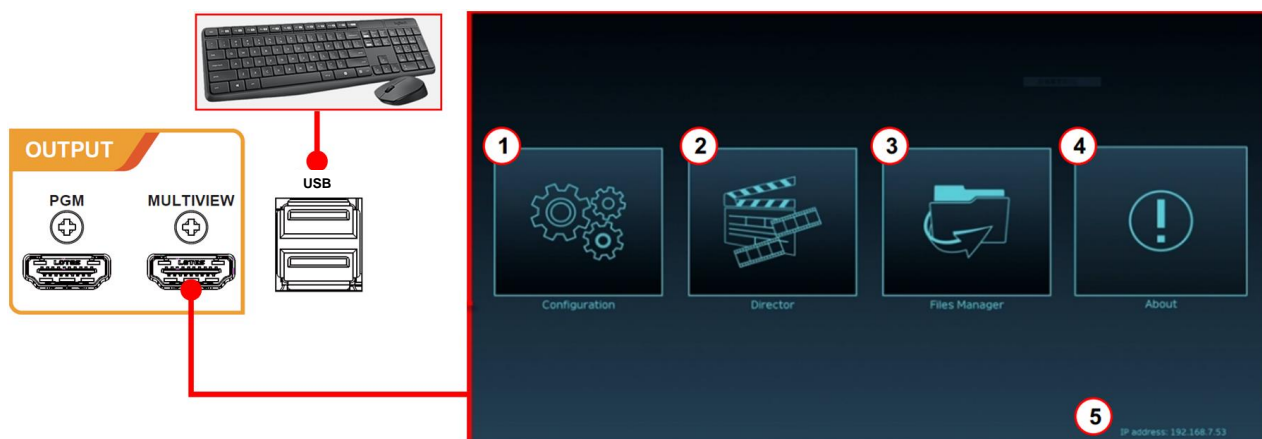 OUTPUT
PGM
MULTIVIEW
USB
1
2
3
4
Configuration
Director
Files Manager
About
5
IP address: 192.168.7.53